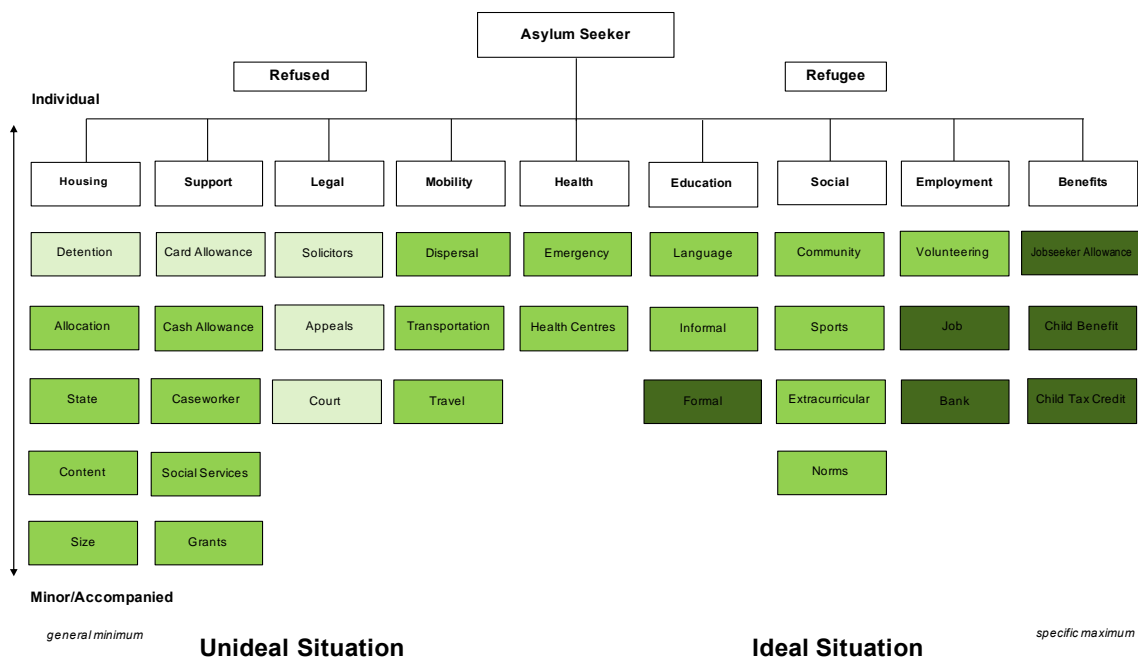 Asylum Seeker
Refused
Refugee
Individual
Housing
Support
Legal
Mobility
Health
Education
Social
Employment
Benefits
Detention
Card Allowance
Solicitors
Dispersal
Emergency
Language
Community
Volunteering
Jobseeker Allowance
Allocation
Cash Allowance
Appeals
Transportation
Health Centres
Informal
Sports
Job
Child Benefit
State
Caseworker
Court
Travel
Formal
Extracurricular
Bank
Child Tax Credit
Content
Social Services
Norms
Size
Grants
Minor/Accompanied
general minimum
Unideal Situation
Ideal Situation
specific maximum